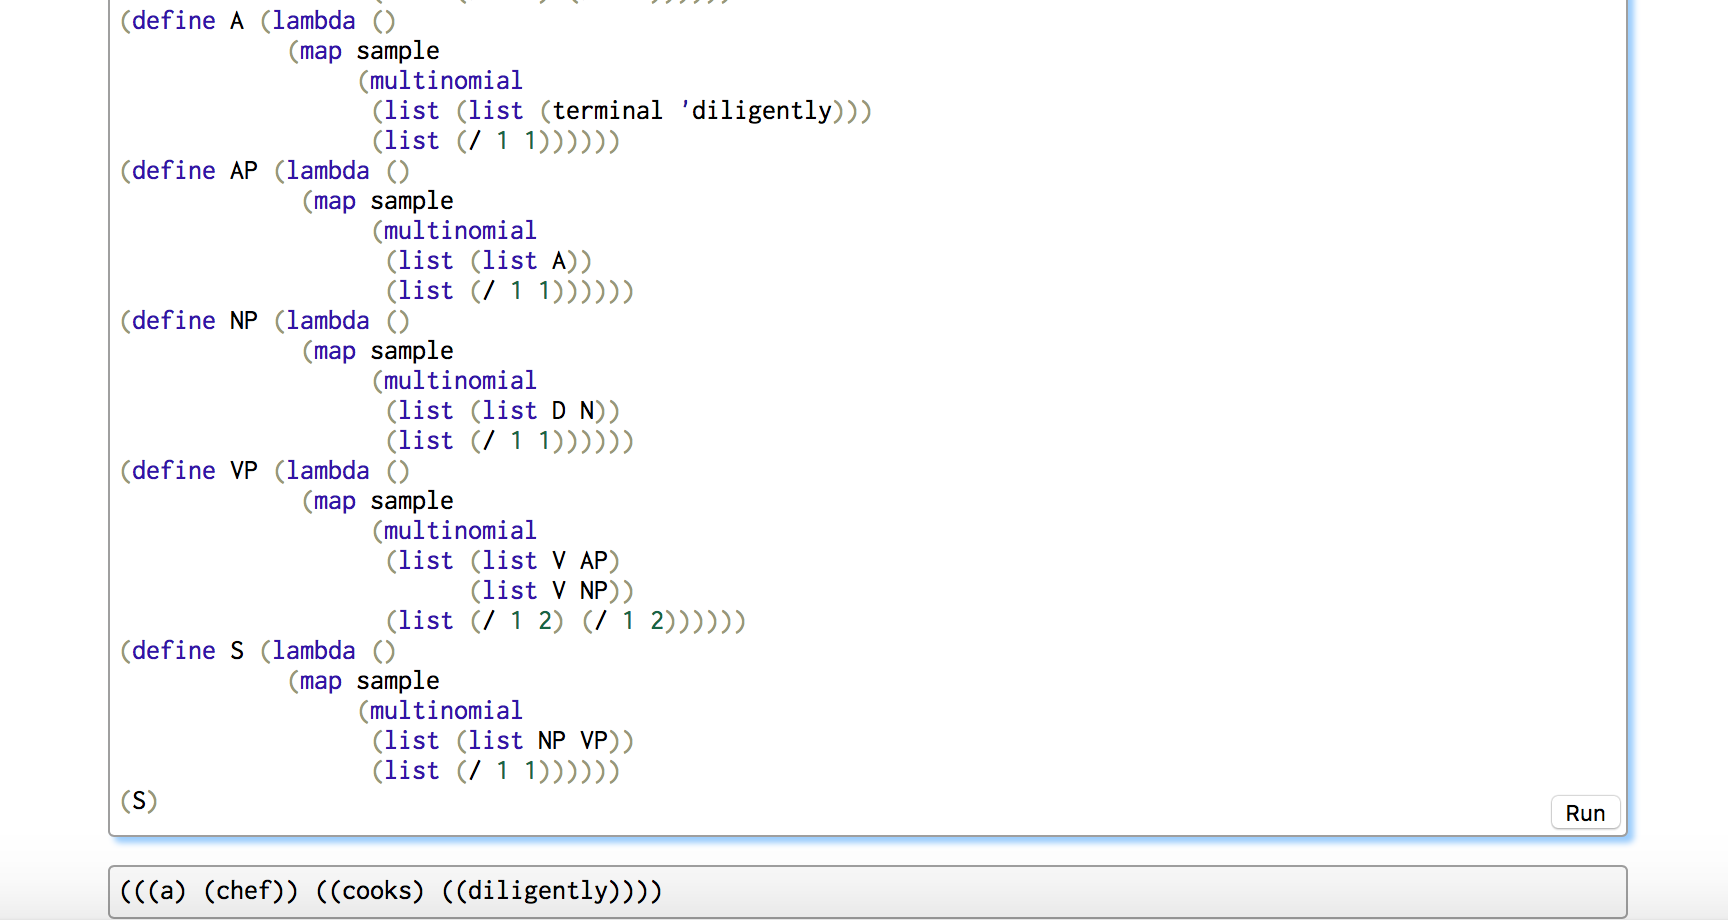 (define A (lambda ()
(map sample
(multinomial
(list (list (terminal 'diligently)))
(list (/ 1 1))))))
(define AP (lambda ()
(map sample
(multinomial
(list (list A))
(list (/ 1 1))))))
(define NP (lambda ()
(map sample
(multinomial
(list (list D N))
(list (/ 1 1))))))
(define VP (lambda ()
(map sample
(multinomial
(list (list V AP)
(list V NP))
(list (/ 1 2) (/ 1 2))))))
(define S (lambda ()
(map sample
(multinomial
(list (list NP VP))
(list (/ 1 1))))))
(S)
Run
(((a) (chef)) ((cooks) ((diligently))))